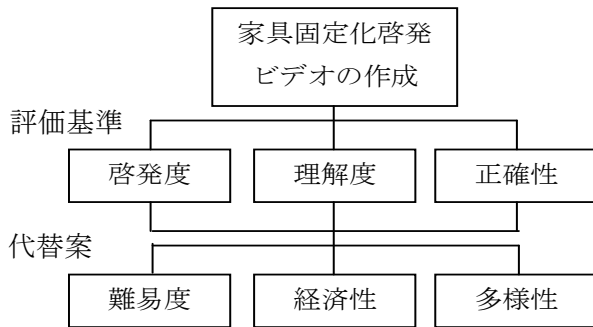 家具固定化啓発
ビデオの作成
評価基準
啓発度 理解度 正確性
代替案
難易度 経済性 多様性